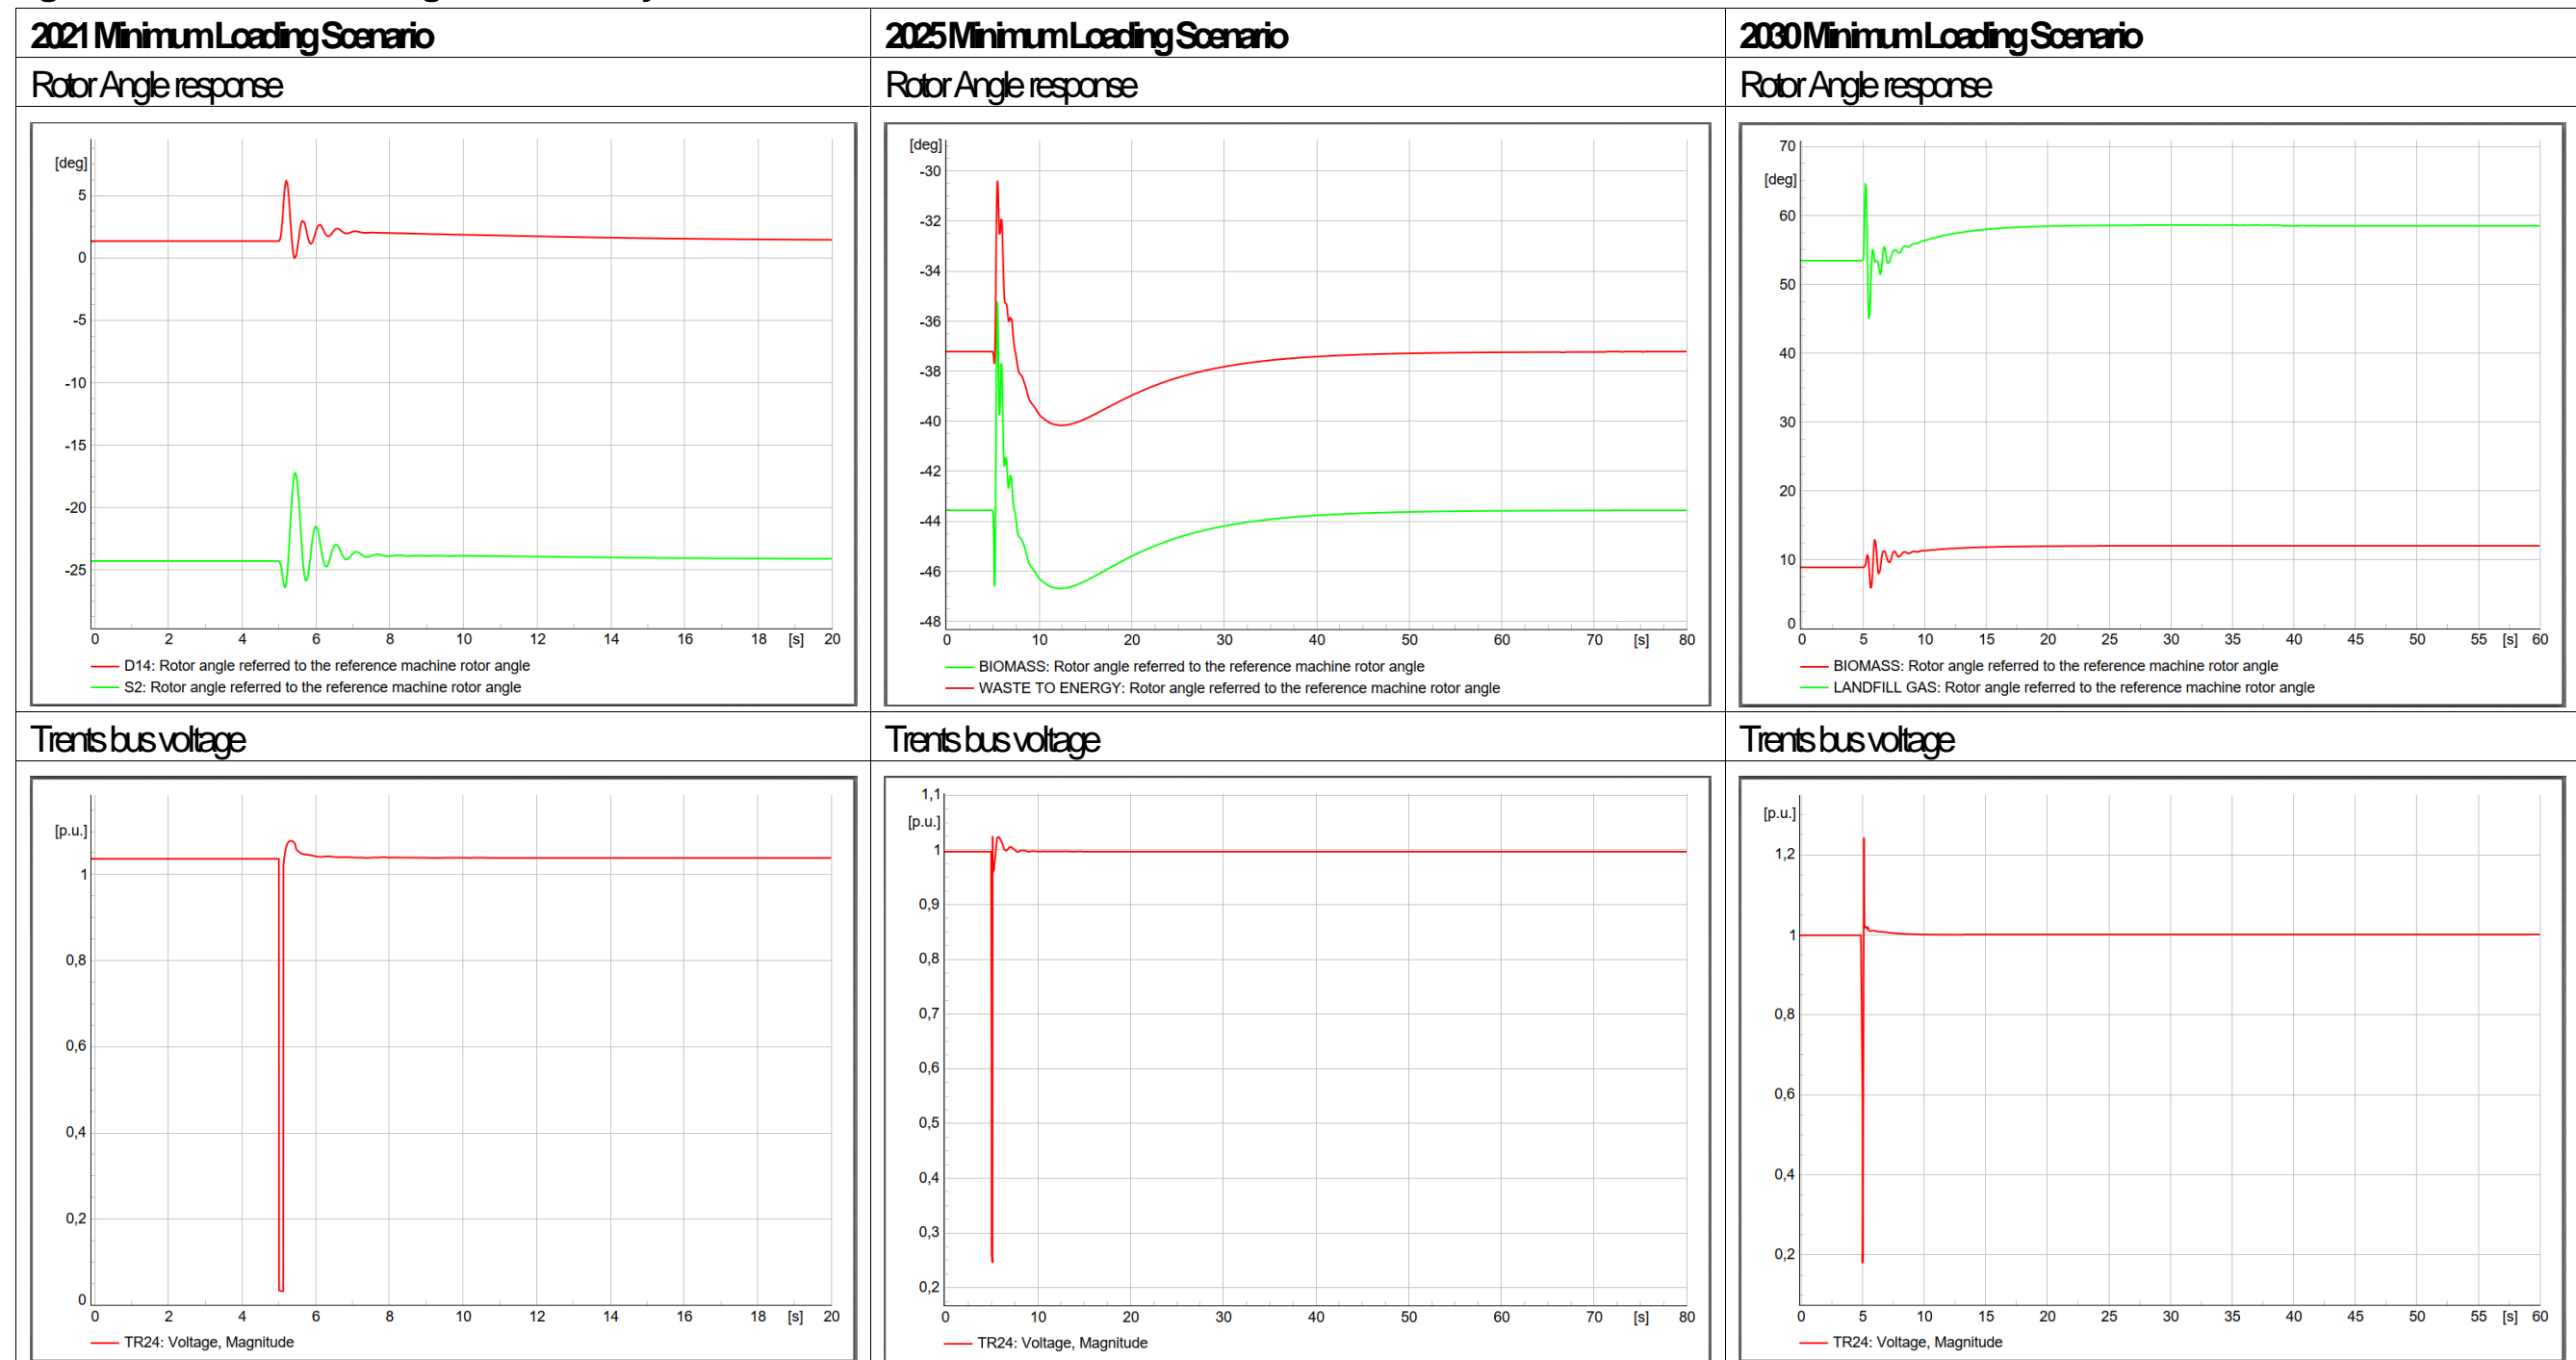 2021 Minimum Loading Scenario
2025 Minimum Loading Scenario
2030 Minimum Loading Scenario
Rotor Angle response
Rotor Angle response
Rotor Angle response
[deg]
5
0
-5
-10
-15
-20
-25
0 2 4 6 8 10 12 14 16 18 [s] 20
D14: Rotor angle referred to the reference machine rotor angle
S2: Rotor angle referred to the reference machine rotor angle
[deg]
-30
-32
-34
-36
-38
-40
-42
-44
-46
-48
0 10 20 30 40 50 60 70 [s] 80
BIOMASS: Rotor angle referred to the reference machine rotor angle
WASTE TO ENERGY: Rotor angle referred to the reference machine rotor angle
70
[deg]
60
50
40
30
20
10
0
0 5 10 15 20 25 30 35 40 45 50 55 [s] 60
BIOMASS: Rotor angle referred to the reference machine rotor angle
LANDFILL GAS: Rotor angle referred to the reference machine rotor angle
Trents bus voltage
Trents bus voltage
Trents bus voltage
[p.u.]
1
0,8
0,6
0,4
0,2
0
0 2 4 6 8 10 12 14 16 18 [s] 20
TR24: Voltage, Magnitude
1,1
[p.u.]
1
0,9
0,8
0,7
0,6
0,5
0,4
0,3
0,2
0 10 20 30 40 50 60 70 [s] 80
TR24: Voltage, Magnitude
[p.u.]
1,2
1
0,8
0,6
0,4
0,2
0 5 10 15 20 25 30 35 40 45 50 55 [s] 60
TR24: Voltage, Magnitude